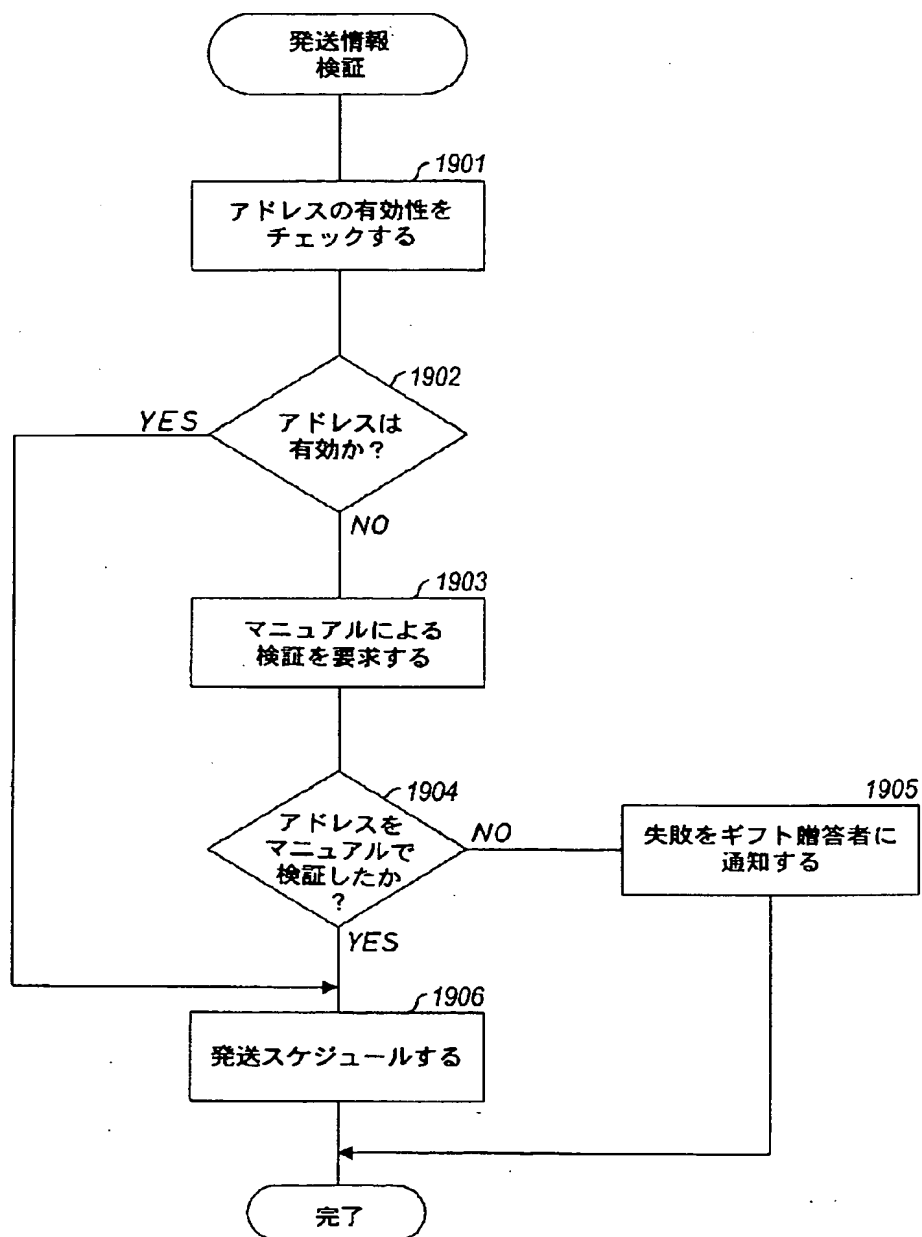 発送情報
検証
1901
アドレスの有効性を
チェックする
1902
アドレスは
有効か？
YES
NO
1903
マニュアルによる
検証を要求する
1904
アドレスを
マニュアルで
検証したか
？
NO
YES
1905
失敗をギフト贈答者に
通知する
1906
発送スケジュールする
完了